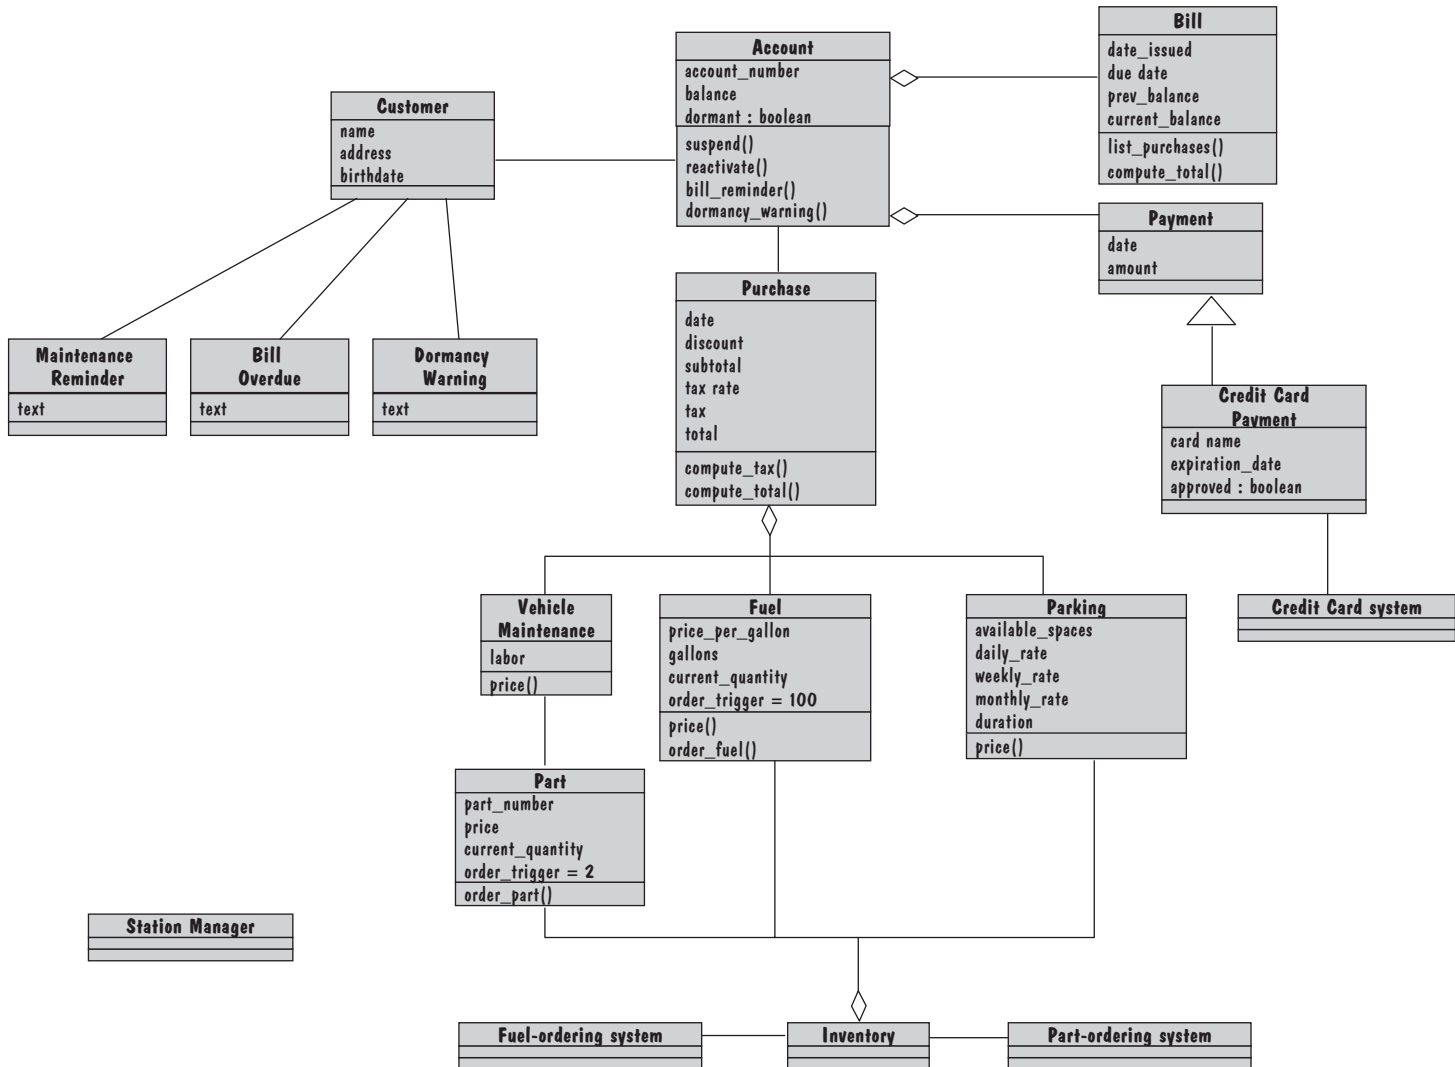 Bill
date_issued
due date
prev_balance
current_balance
list_purchases()
compute_total()
Account
account_number
balance
dormant : boolean
suspend()
reactivate()
bill_reminder()
dormancy_warning()
Customer
name
address
birthdate
Payment
date
amount
Purchase
date
discount
subtotal
tax rate
tax
total
compute_tax()
compute_total()
Maintenance
Reminder
text
Bill
Overdue
text
Dormancy
Warning
text
Credit Card
Payment
card name
expiration_date
approved : boolean
Vehicle
Maintenance
labor
price()
Fuel
price_per_gallon
gallons
current_quantity
order_trigger = 100
price()
order_fuel()
Parking
available_spaces
daily_rate
weekly_rate
monthly_rate
duration
price()
Credit Card system
Part
part_number
price
current_quantity
order_trigger = 2
order_part()
Station Manager
Fuel-ordering system
Inventory
Part-ordering system